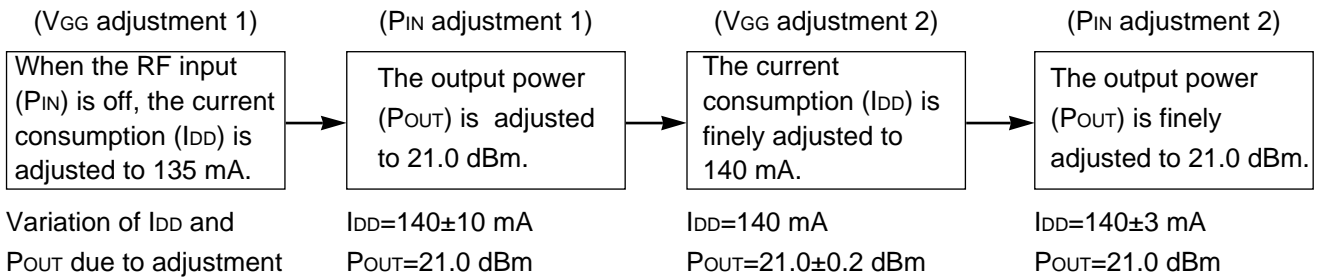 (VGG adjustment 1)
When the RF input
(PIN) is off, the current
consumption (IDD) is
adjusted to 135 mA.
(PIN adjustment 1)
The output power
(POUT) is adjusted
to 21.0 dBm.
(VGG adjustment 2)
The current
consumption (IDD) is
finely adjusted to
140 mA.
(PIN adjustment 2)
The output power
(POUT) is finely
adjusted to 21.0 dBm.
Variation of IDD and
POUT due to adjustment
IDD=140±10 mA
POUT=21.0 dBm
IDD=140 mA
POUT=21.0±0.2 dBm
IDD=140±3 mA
POUT=21.0 dBm